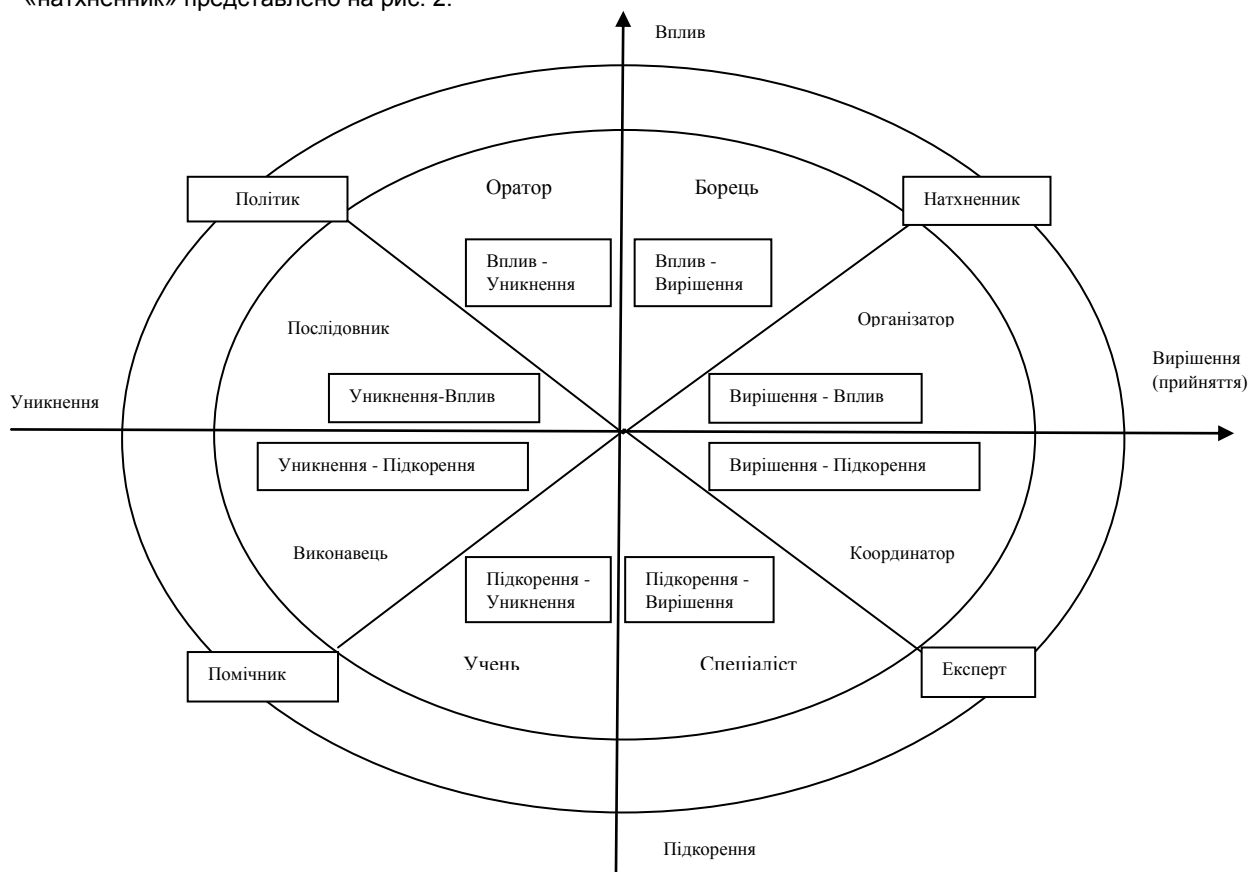 «натхненник» представлено на рис. 2.
Вплив
Політик
Оратор
Борець
Натхненник
Вплив -
Уникнення
Вплив -
Вирішення
Послідовник
Організатор
Вирішення
(прийняття)
Уникнення
Уникнення-Вплив
Вирішення - Вплив
Уникнення - Підкорення
Вирішення - Підкорення
Виконавець
Координатор
Підкорення -
Уникнення
Підкорення -
Вирішення
Помічник
Учень
Спеціаліст
Експерт
Підкорення